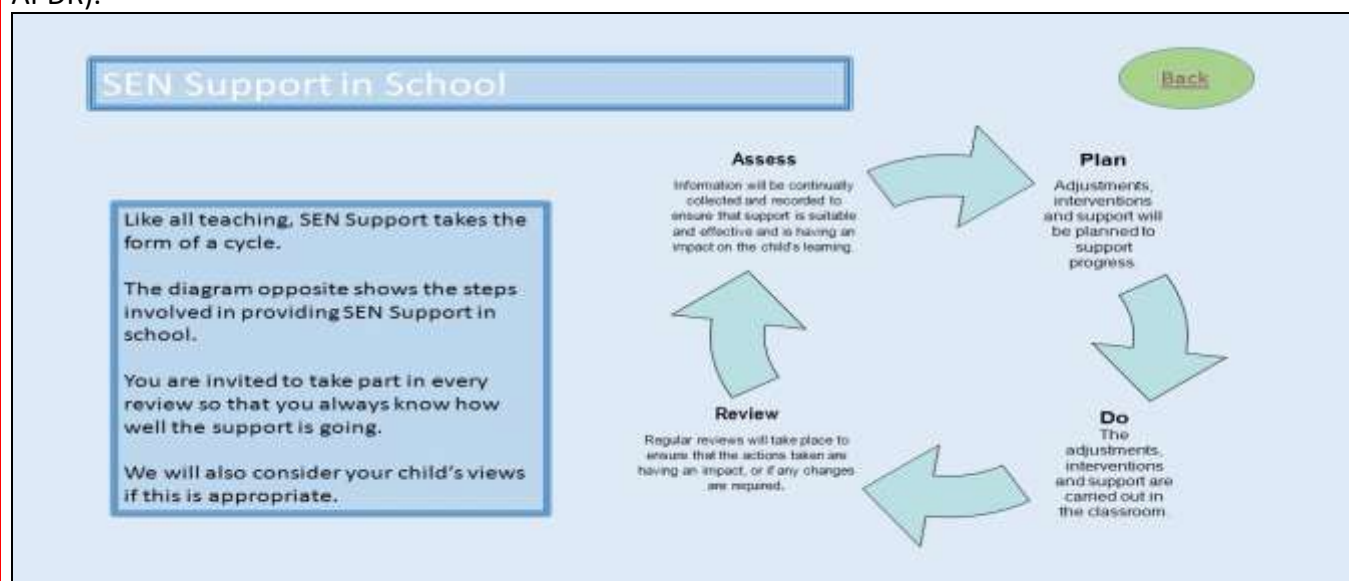 APDR).
SEN Support in School
Back
Like all teaching, SEN Support takes the
form of a cycle.
The diagram opposite shows the steps
involved in providing SEN Support in
school.
You are invited to take part in every
review so that you always know how
well the support is going.
We will also consider your child's views
if this is appropriate.
Assess
Information will be continually
collected and recorded to
ensure that support is suitable
and effective and is having an
impact on the child's learning.
Plan
Adjustments,
interventions
and support will
be planned to
support
progress.
Do
The
adjustments,
interventions
and support are
carried out in
the classroom.
Review
Regular reviews will take place to
ensure that the actions taken are
having an impact, or if any changes
are required.